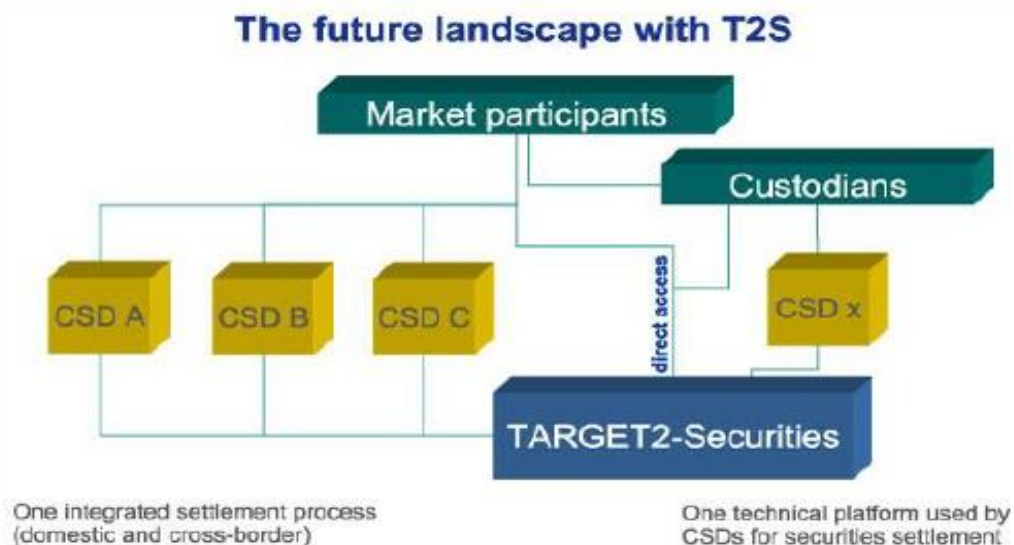 The future landscape with T2S
Market participants
Custodians
CSD A
CSD B
CSD C
direct access
CSD x
TARGET2-Securities
One integrated settlement process
(domestic and cross-border)
One technical platform used by
CSDs for securities settlement